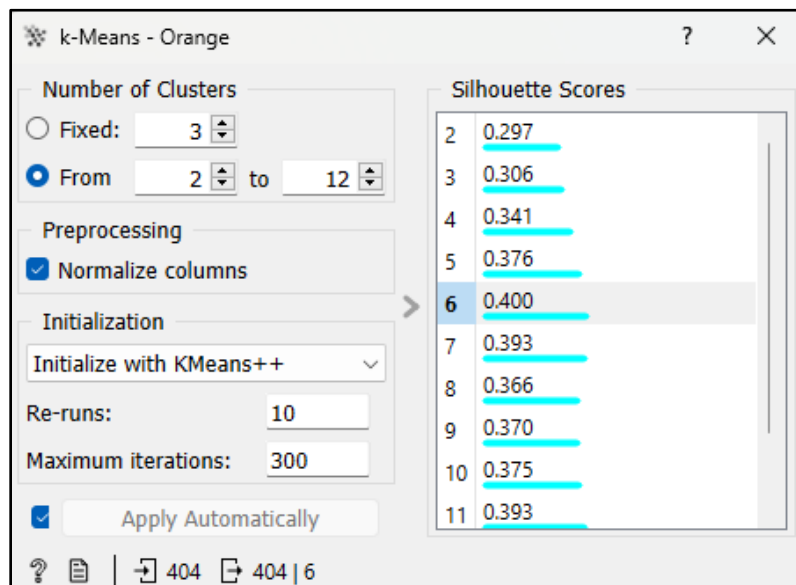 k-Means - Orange
?
Number of Clusters
Fixed: 3
From 2 to 12
Preprocessing
Normalize columns
Initialization
Initialize with KMeans++
Re-runs: 10
Maximum iterations: 300
Apply Automatically
? 404 404 | 6
Silhouette Scores
2 0.297
3 0.306
4 0.341
5 0.376
6 0.400
7 0.393
8 0.366
9 0.370
10 0.375
11 0.393